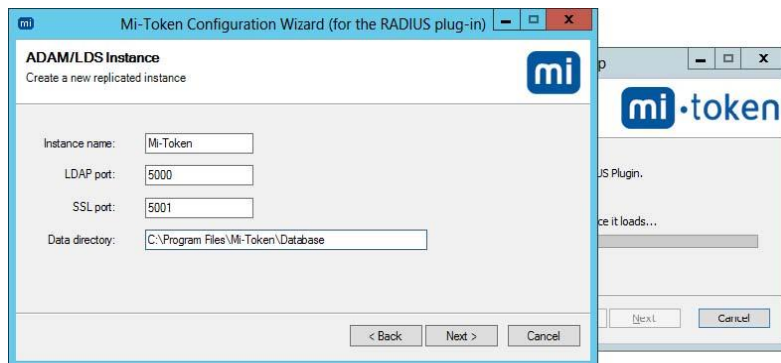 mi
Mi-Token Configuration Wizard (for the RADIUS plug-in)
ADAM/LDS Instance
Create a new replicated instance
mi
Instance name: Mi-Token
LDAP port: 5000
SSL port: 5001
Data directory: C:\Program Files\Mi-Token\Database
< Back Next > Cancel
p
mi·token
JS Plugin.
ce it loads...
Next Cancel